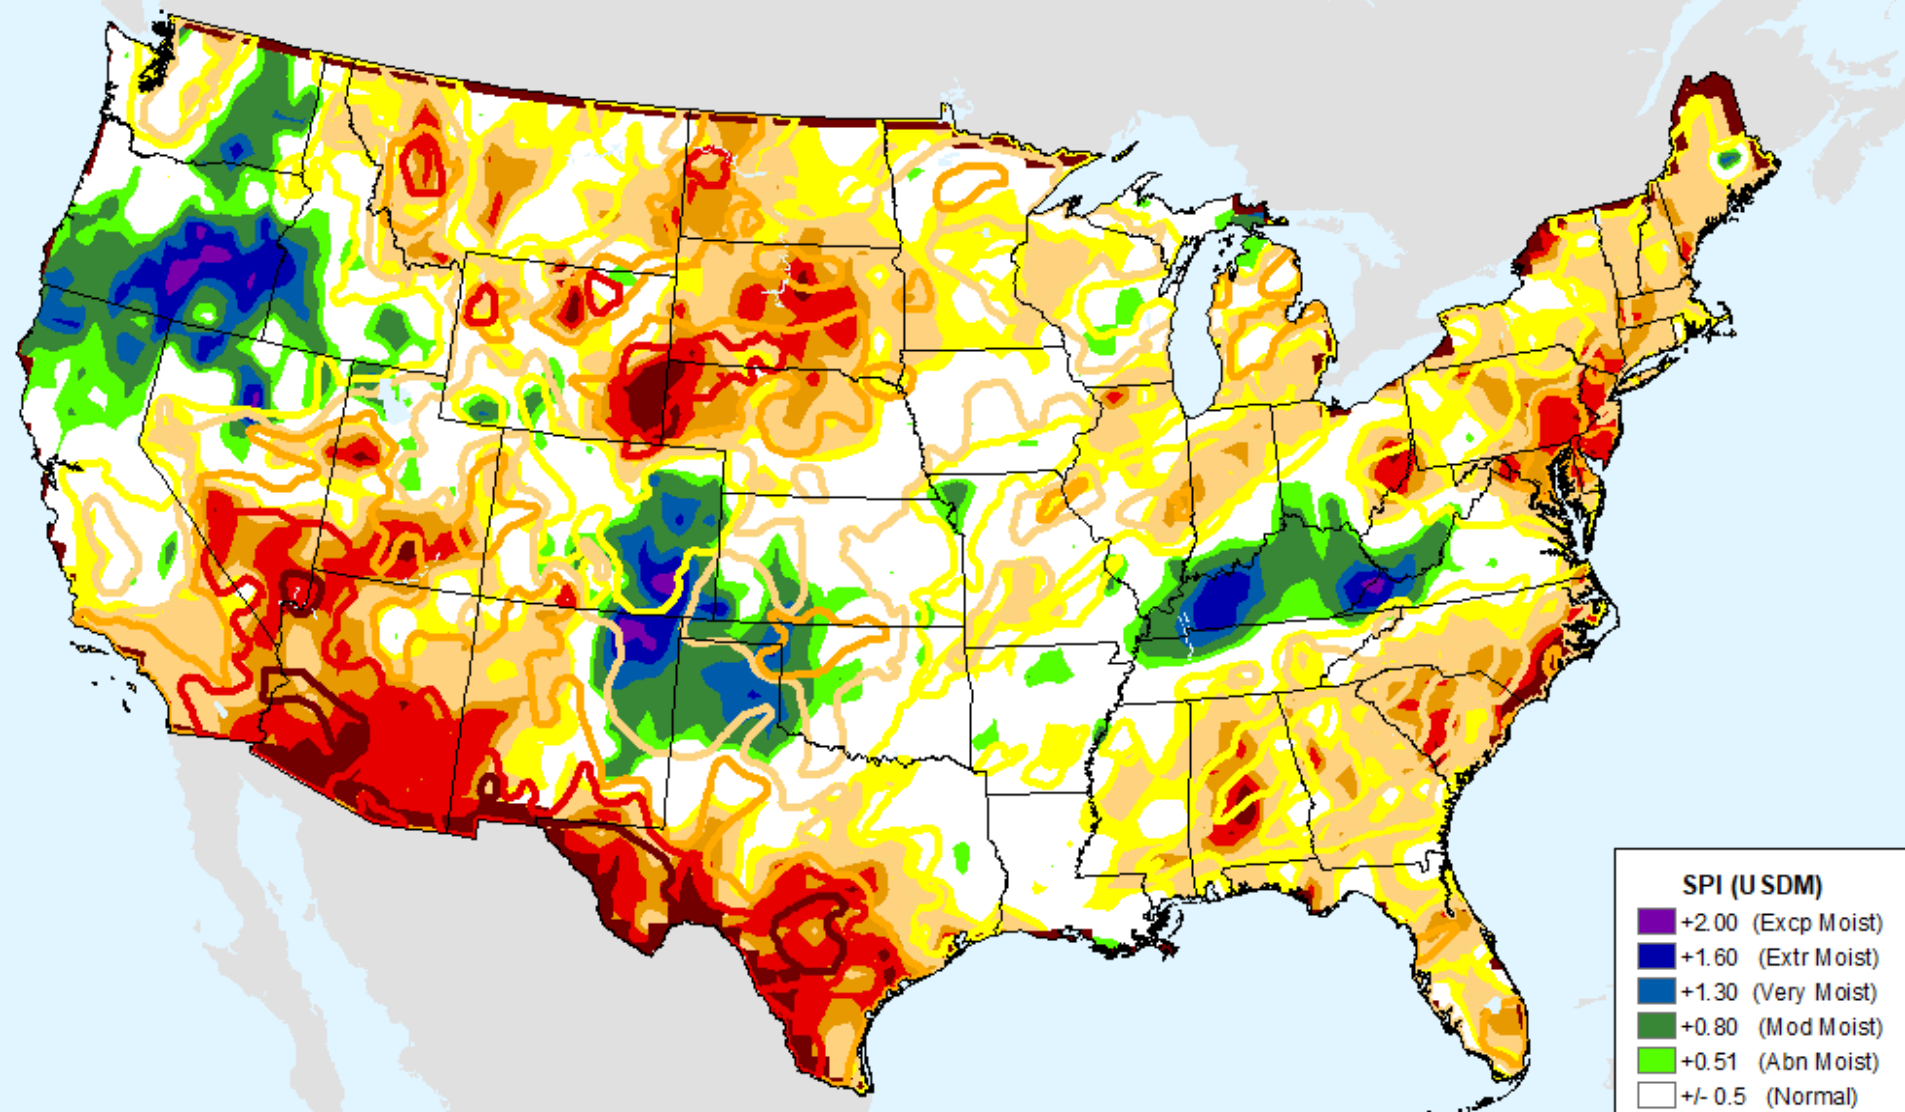 SPI (USDM)
+2.00 (Excp Moist)
+1.60 (Extr Moist)
+1.30 (Very Moist)
+0.80 (Mod Moist)
+0.51 (Abn Moist)
+/- 0.5 (Normal)